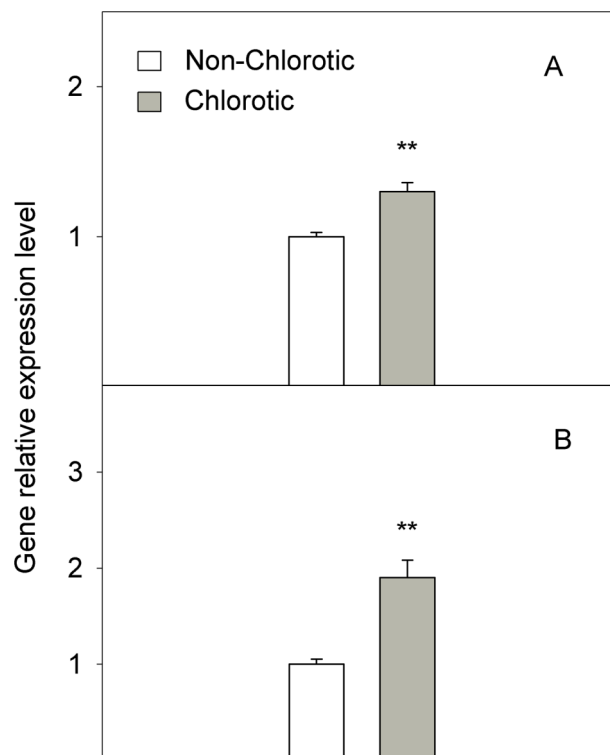 Non-Chlorotic
A
2
Chlorotic
**
1
Gene relative expression level
B
3
**
2
1